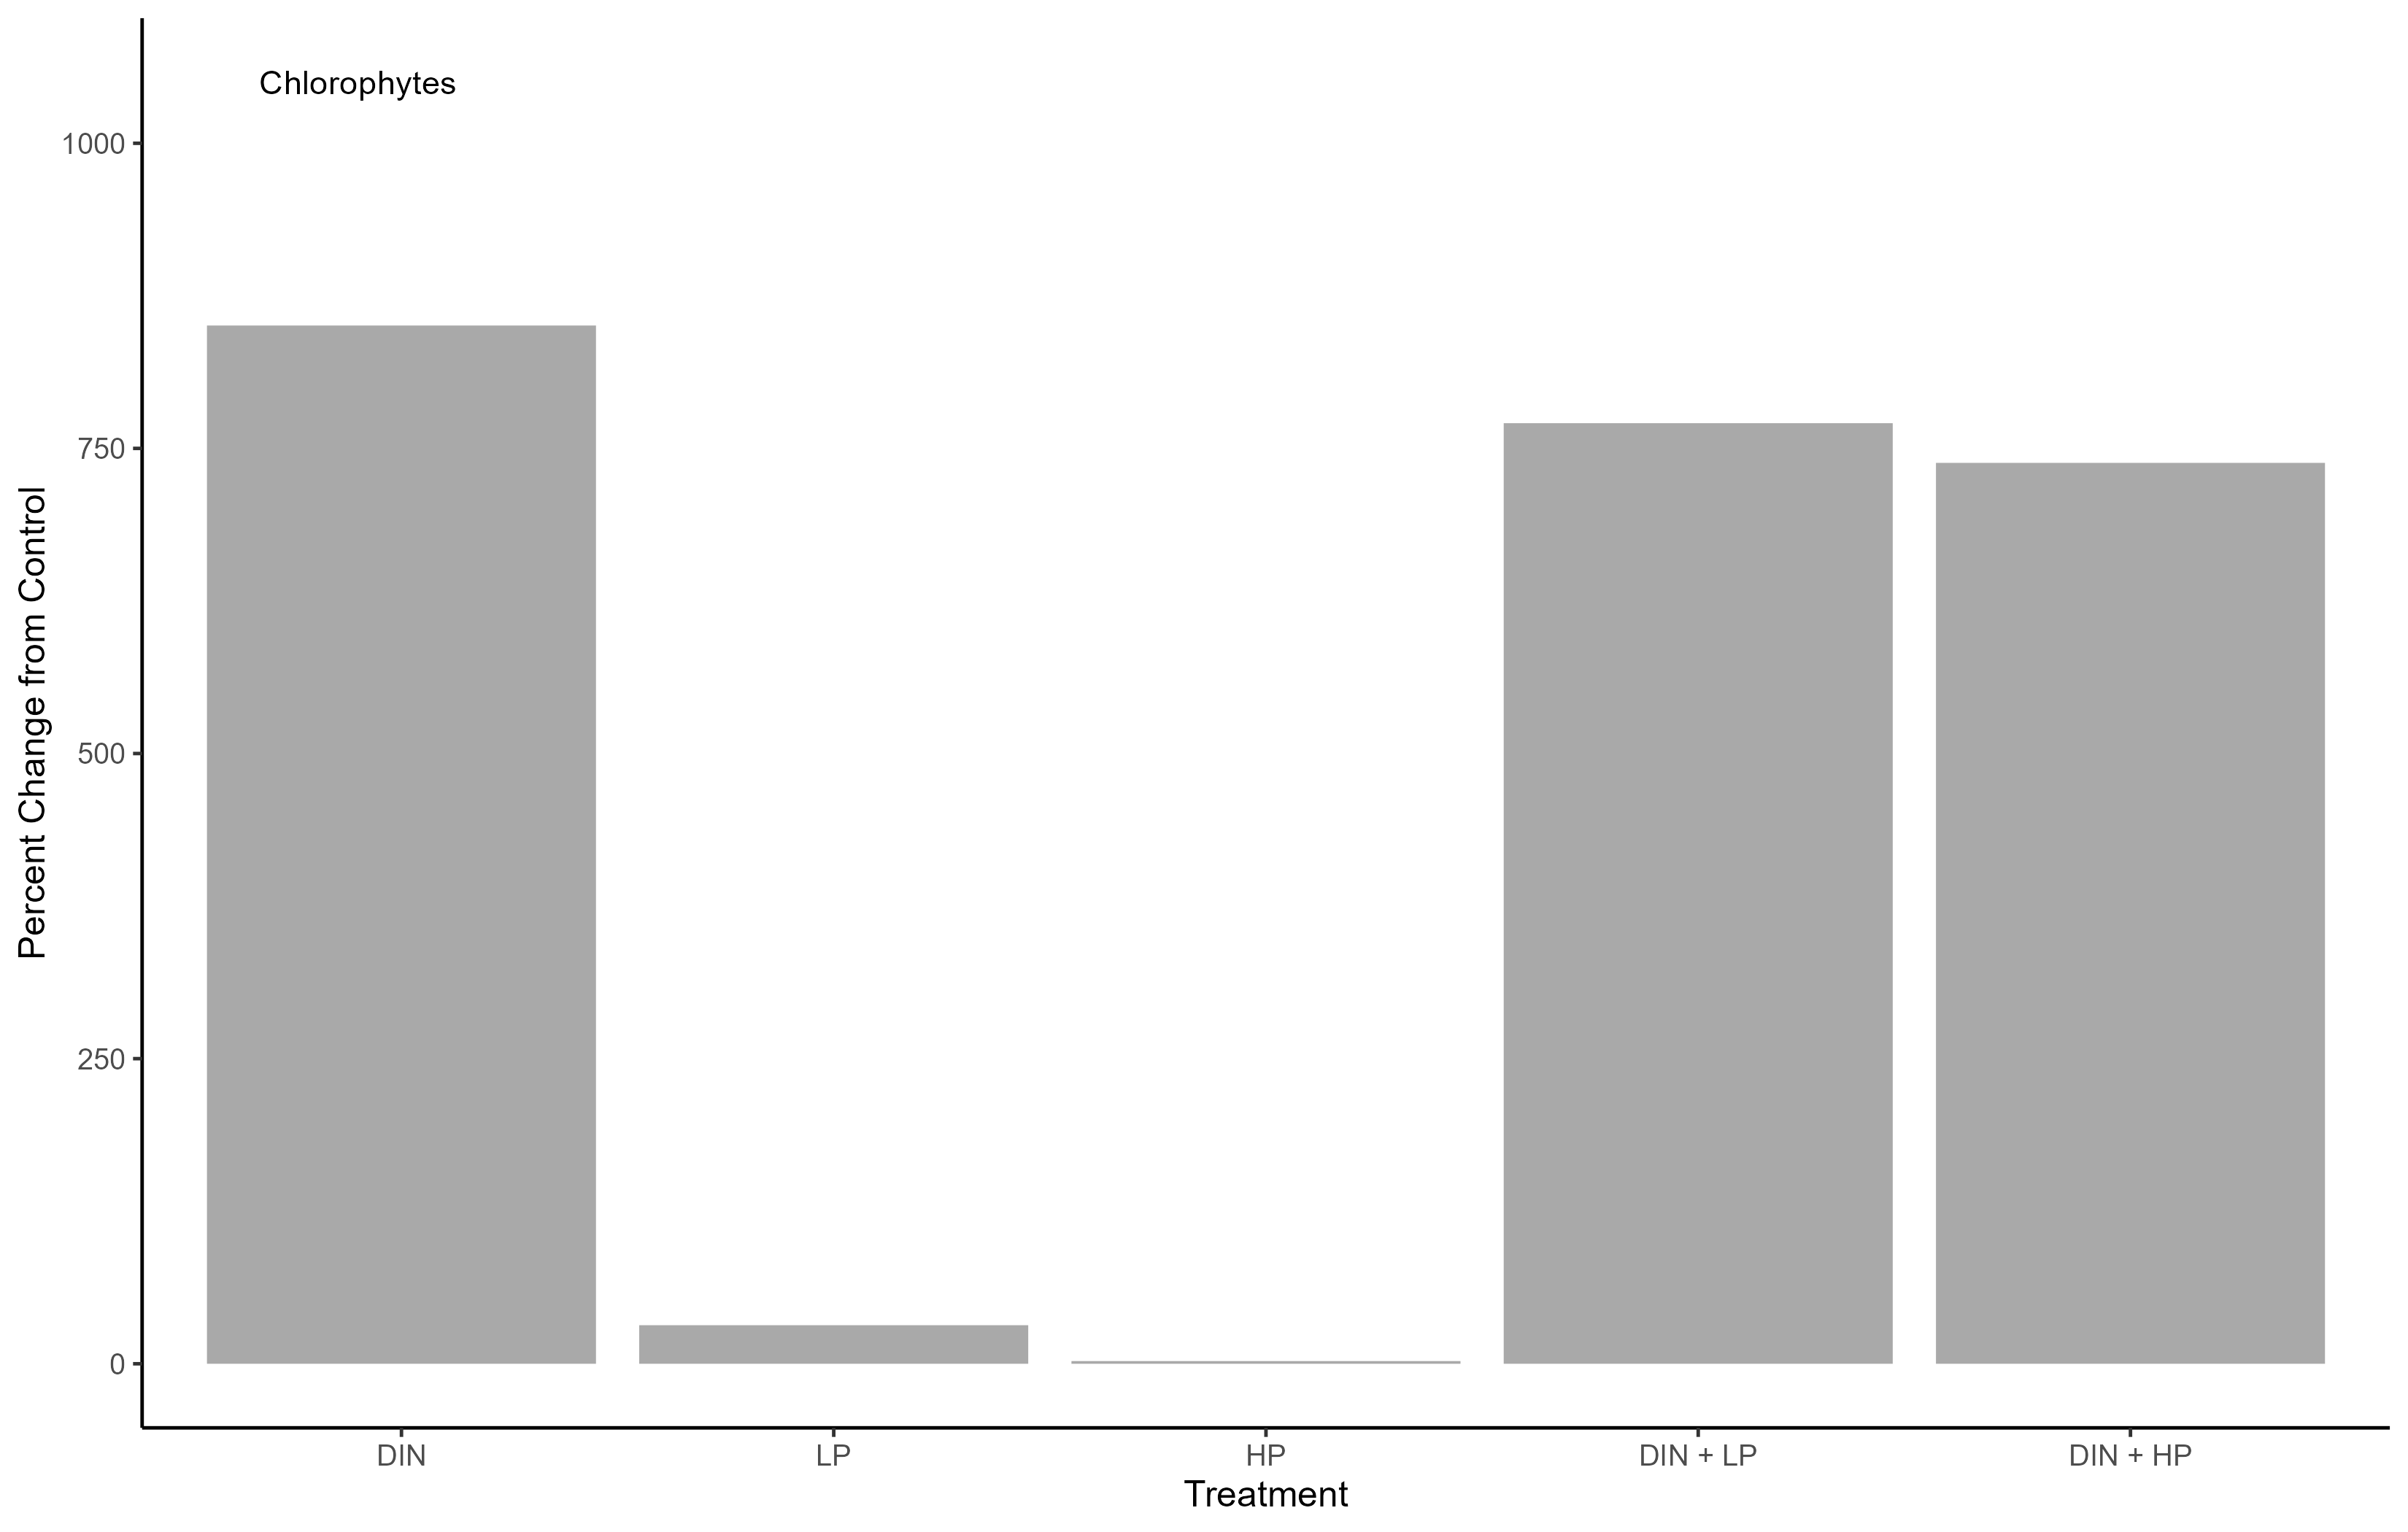 Chlorophytes
1000
750
500
250
0
Percent Change from Control
DIN
LP
HP
DIN + LP
DIN + HP
Treatment